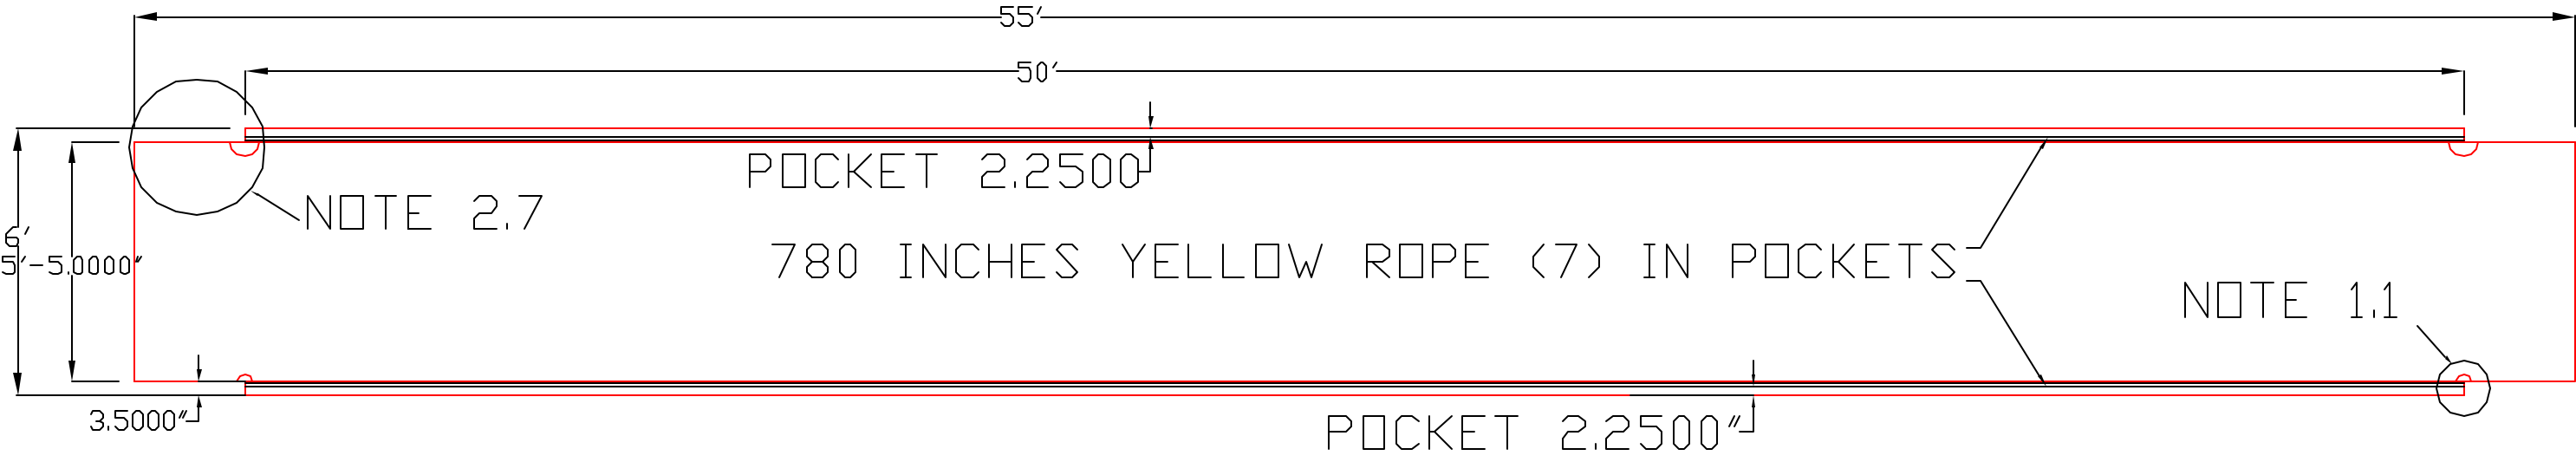 55'
50'
POCKET 2.2500
NOTE 2.7
6'
5'-5.0000"
780 INCHES YELLOW ROPE (7) IN POCKETS
NOTE 1.1
3.5000"
POCKET 2.2500"